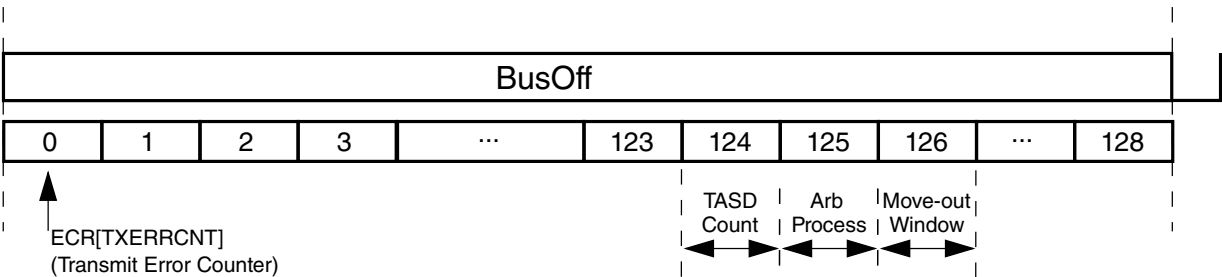 BusOff
0 1 2 3 ... 123 124 125 126 ... 128
TASD Arb Move-out
Count Process Window
ECR[TXERRCNT]
(Transmit Error Counter)